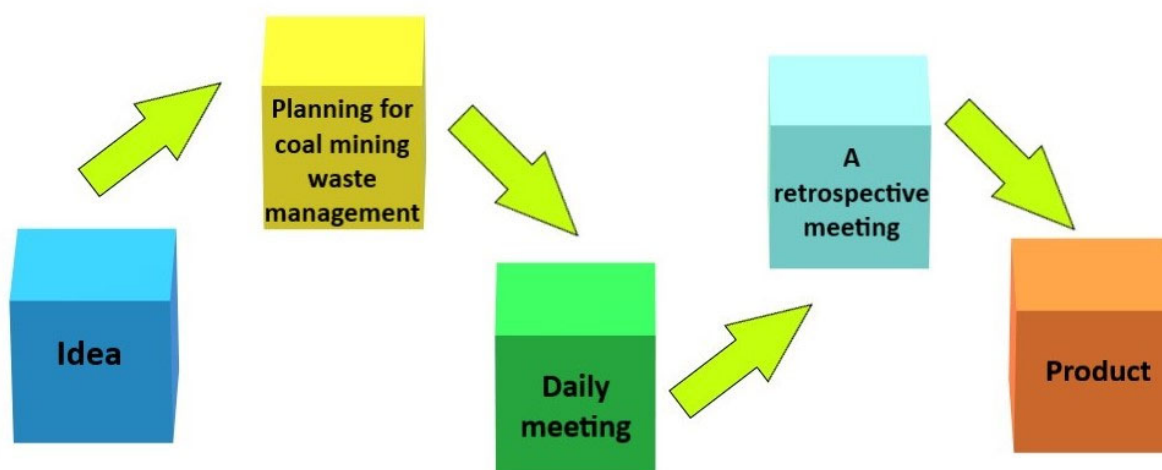 Idea
Planning for
coal mining
waste
management
Daily
meeting
A
retrospective
meeting
Product